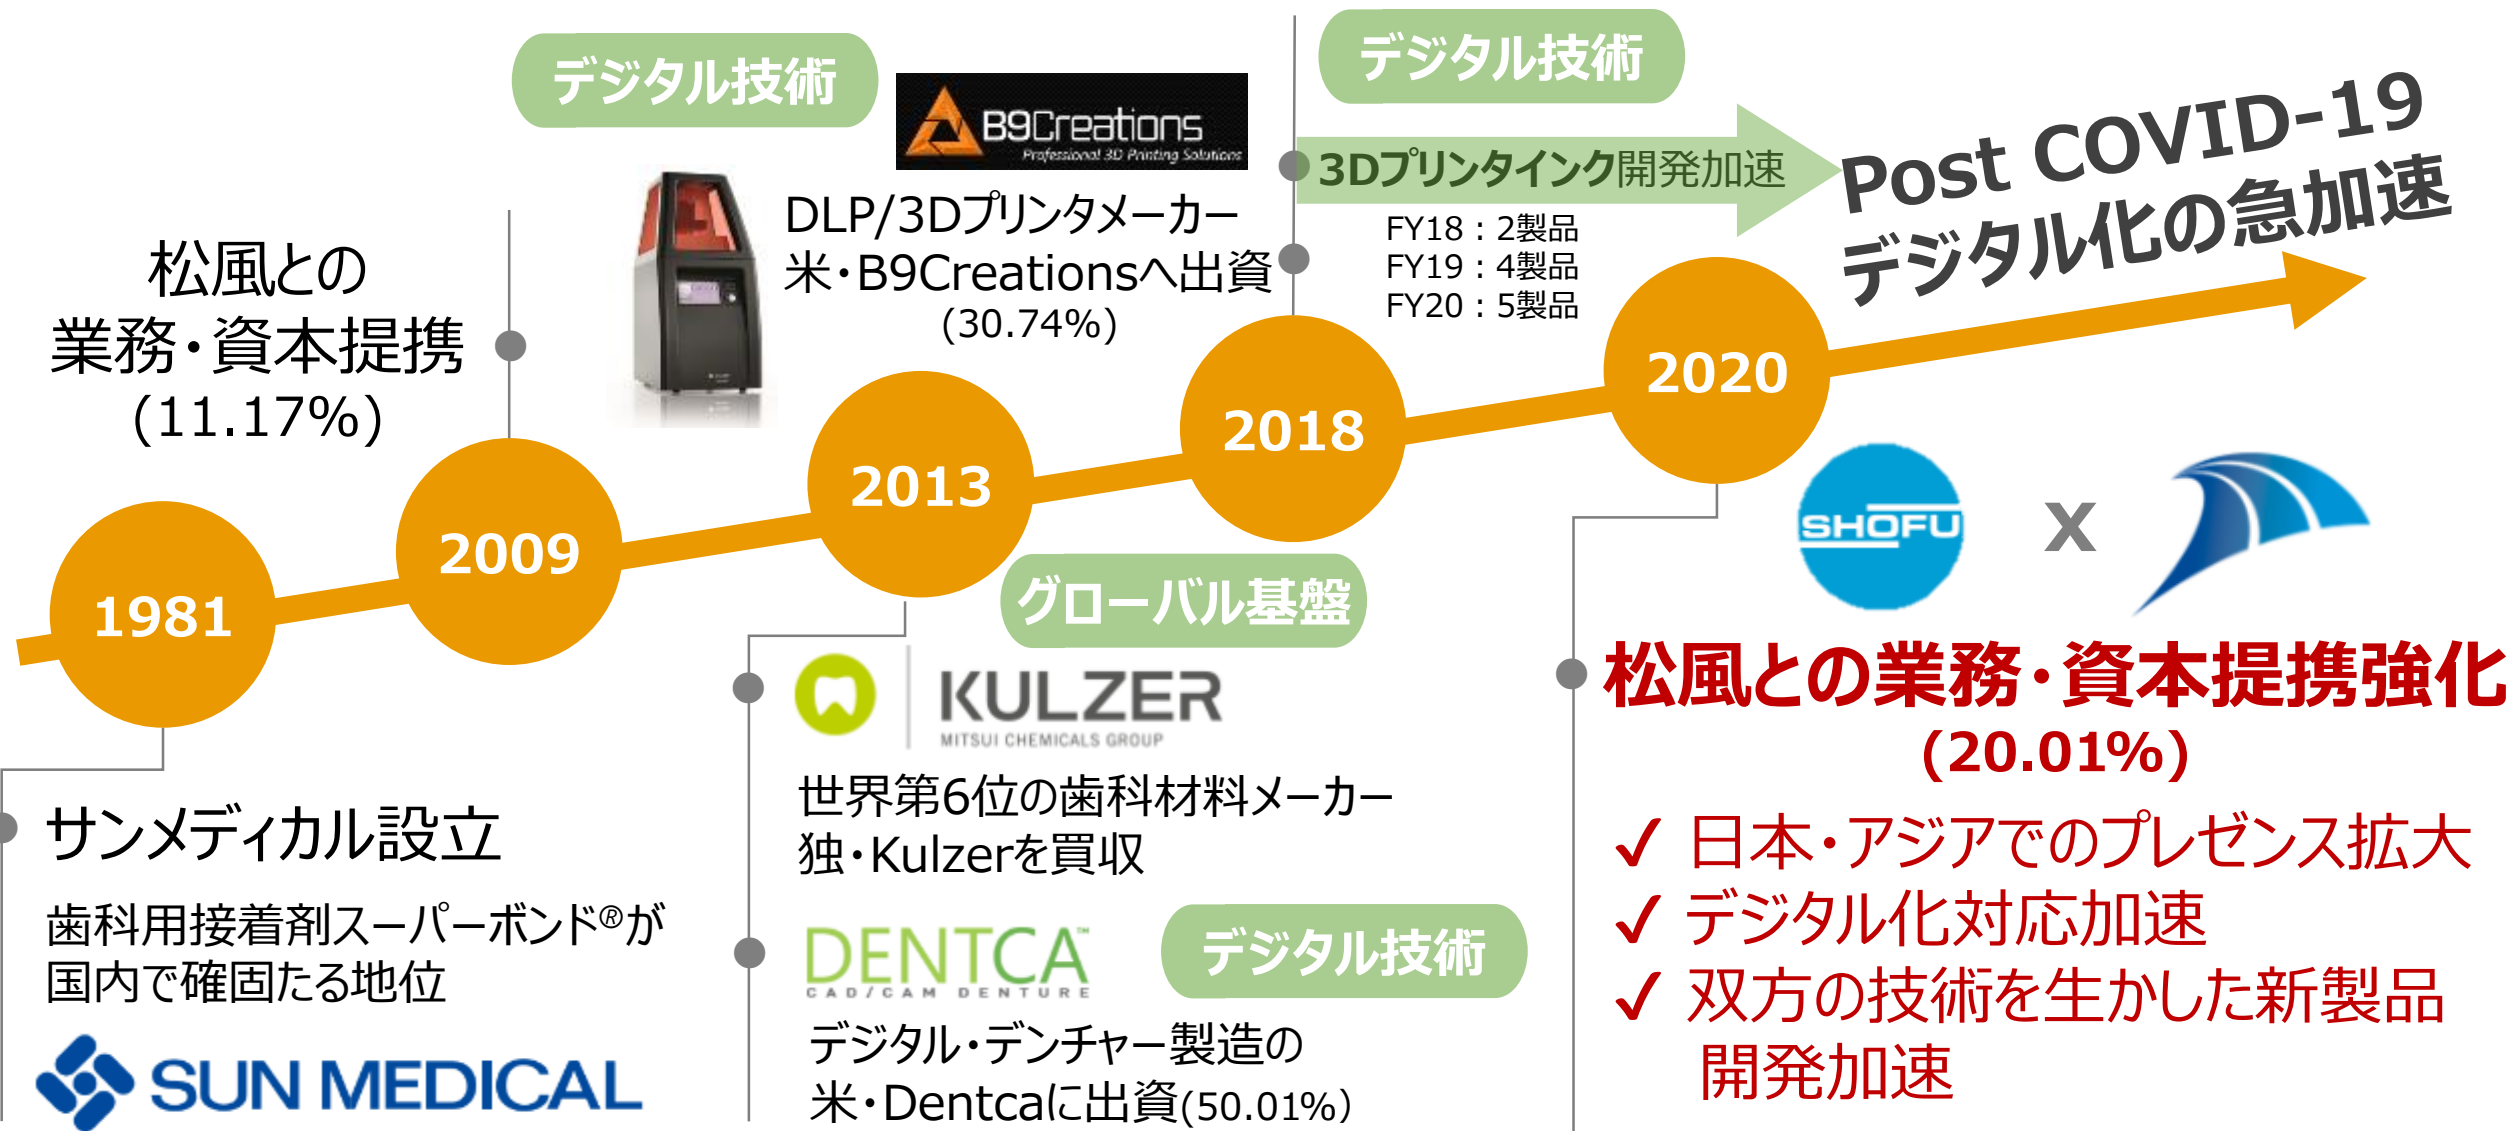 デジタル技術
B9Creations
Professional 3D Printing Solutions
DLP/3Dプリンタメーカー
米・B9Creationsへ出資
(30.74%)
デジタル技術
3Dプリンタインク開発加速
FY18：2製品
FY19：4製品
FY20：5製品
Post COVID-19
デジタル化の急加速
松風との
業務・資本提携
(11.17%)
1981
2009
2013
2018
2020
サンメディカル設立
歯科用接着剤スーパーボンド®が
国内で確固たる地位
SUN MEDICAL
グローバル基盤
KULZER
MITSUI CHEMICALS GROUP
世界第6位の歯科材料メーカー
独・Kulzerを買収
DENTCA™
CAD/CAM DENTURE
デジタル技術
デジタル・デンチャー製造の
米・Dentcaに出資(50.01%)
SHOFU
X
松風との業務・資本提携強化
(20.01%)
✓ 日本・アジアでのプレゼンス拡大
✓ デジタル化対応加速
✓ 双方の技術を生かした新製品
開発加速